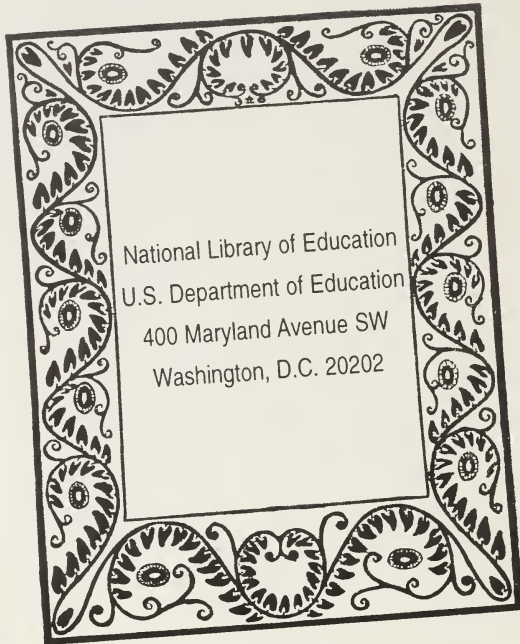 National Library of Education
U.S. Department of Education
400 Maryland Avenue SW
Washington, D.C. 20202